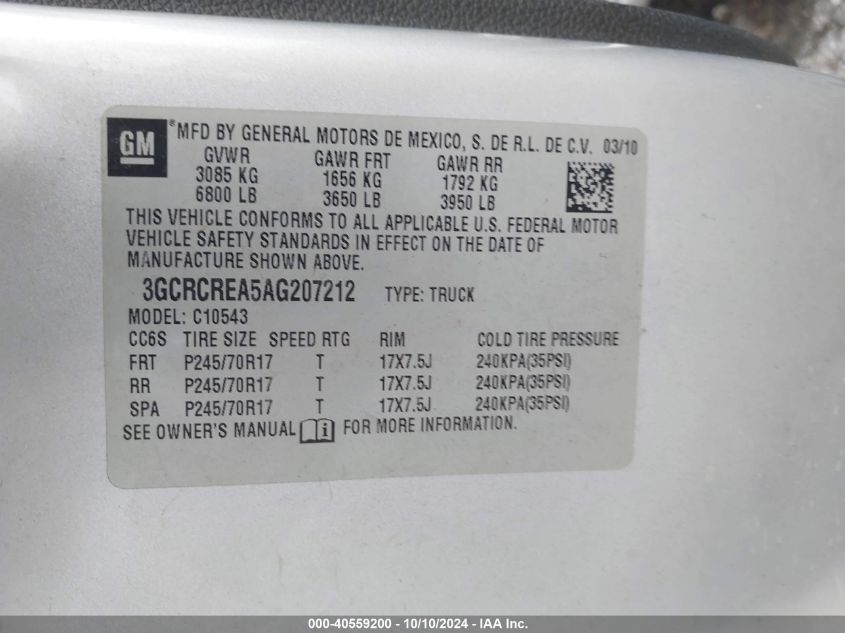 GM ® MFD BY GENERAL MOTORS DE MEXICO, S. DE R.L. DE C.V. 03/10
GVWR GAWR FRT GAWR RR
3085 KG 1656 KG 1792 KG
6800 LB 3650 LB 3950 LB
THIS VEHICLE CONFORMS TO ALL APPLICABLE U.S. FEDERAL MOTOR
VEHICLE SAFETY STANDARDS IN EFFECT ON THE DATE OF
MANUFACTURE SHOWN ABOVE.
3GCRCREA5AG207212 TYPE: TRUCK
MODEL: C10543
CC6S TIRE SIZE SPEED RTG RIM COLD TIRE PRESSURE
FRT P245/70R17 T 17X7.5J 240KPA(35PSI)
RR P245/70R17 T 17X7.5J 240KPA(35PSI)
SPA P245/70R17 T 17X7.5J 240KPA(35PSI)
SEE OWNER'S MANUAL i FOR MORE INFORMATION.
000-40559200 - 10/10/2024 - IAA Inc.